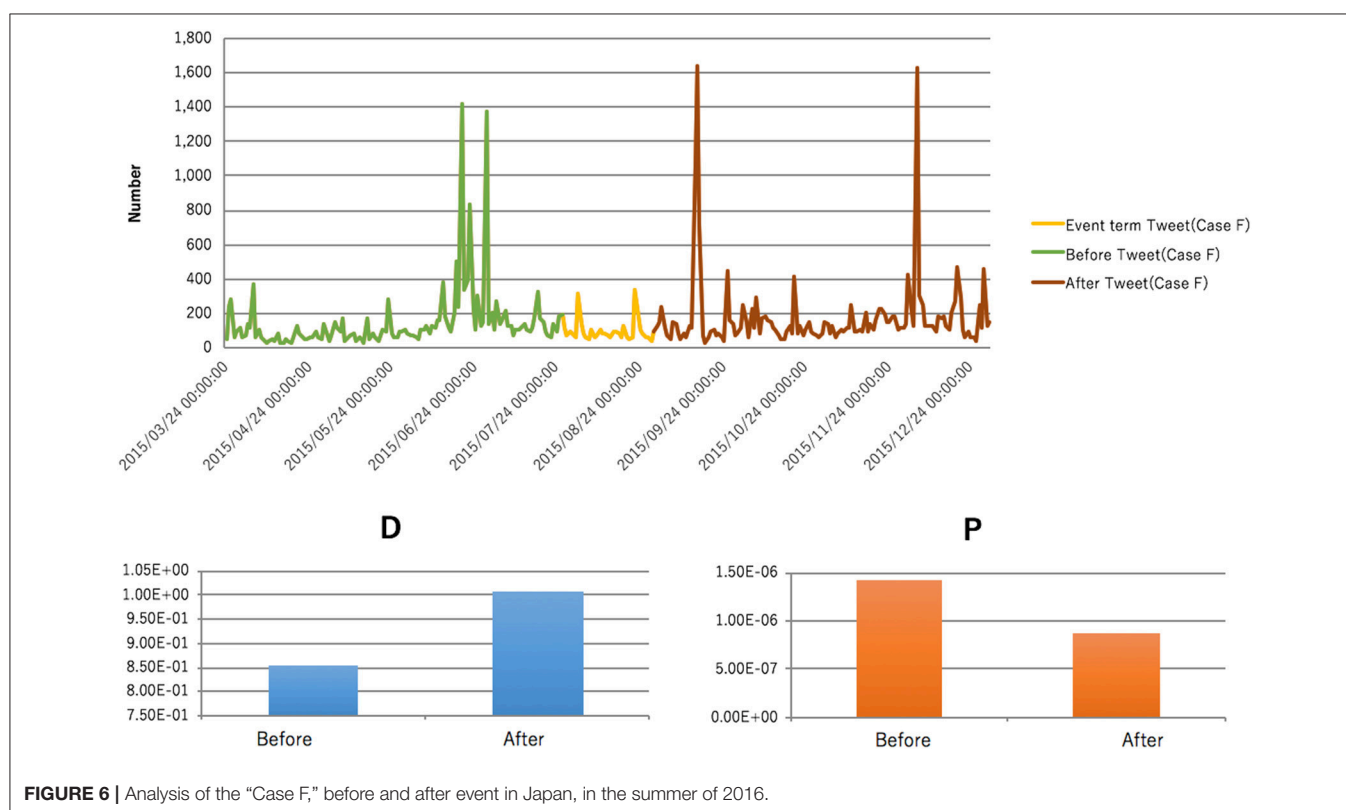 1,800
1,600
1,400
1,200
1,000
800
600
400
200
0
Number
2015/03/24 00:00:00
2015/04/24 00:00:00
2015/05/24 00:00:00
2015/06/24 00:00:00
2015/07/24 00:00:00
2015/08/24 00:00:00
2015/09/24 00:00:00
2015/10/24 00:00:00
2015/11/24 00:00:00
2015/12/24 00:00:00
Event term Tweet(Case F)
Before Tweet(Case F)
After Tweet(Case F)
D
1.05E+00
1.00E+00
9.50E-01
9.00E-01
8.50E-01
8.00E-01
7.50E-01
Before After
P
1.50E-06
1.00E-06
5.00E-07
0.00E+00
Before After
FIGURE 6 | Analysis of the “Case F,” before and after event in Japan, in the summer of 2016.